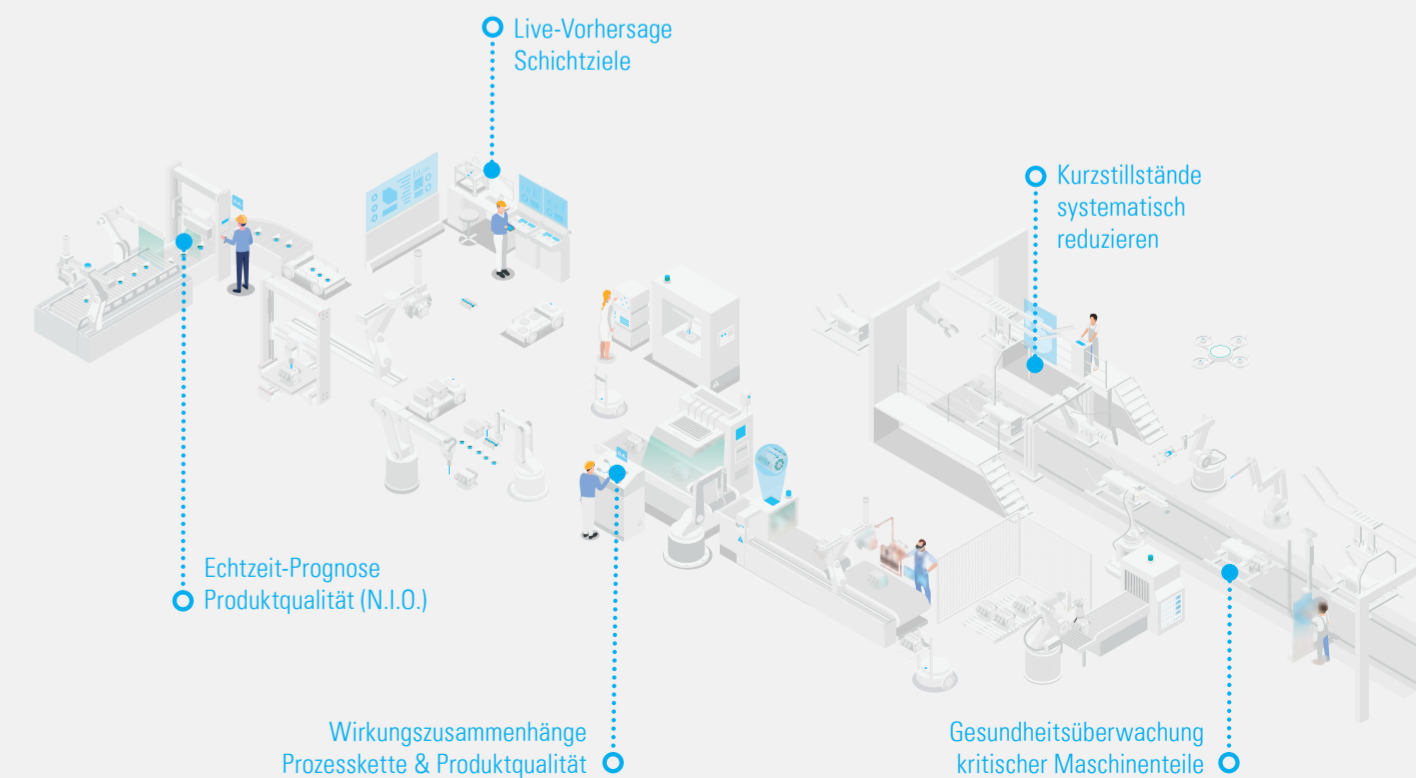 Live-Vorhersage
Schichtziele
Kurzstillstände
systematisch
reduzieren
Echtzeit-Prognose
Produktqualität (N.I.O.)
Wirkungszusammenhänge
Prozesskette & Produktqualität
Gesundheitsüberwachung
kritischer Maschinenteile